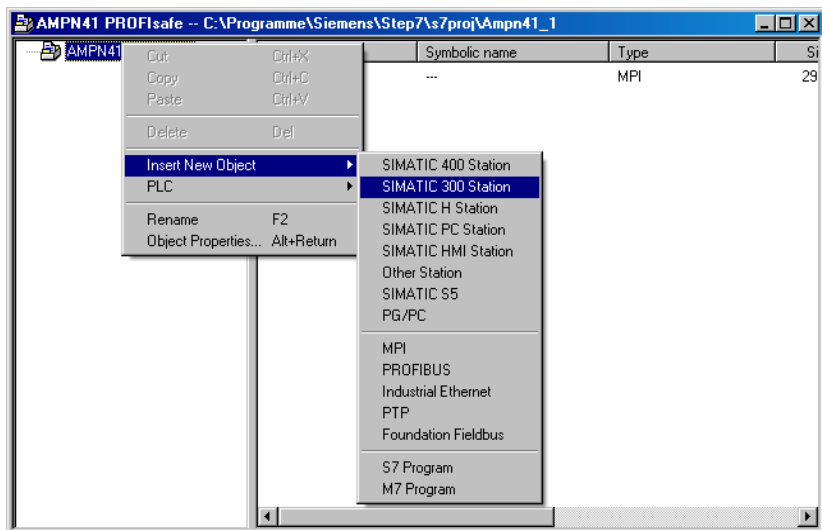 AMPN41 PROFIsafe -- C:\Programme\Siemens\Step7\s7proj\Ampn41_1
AMPN41
Symbolic name Type Si
--- MPI 29
Cut Ctrl+X
Copy Ctrl+C
Paste Ctrl+V
Delete Del
Insert New Object
PLC
Rename F2
Object Properties... Alt+Return
SIMATIC 400 Station
SIMATIC 300 Station
SIMATIC H Station
SIMATIC PC Station
SIMATIC HMI Station
Other Station
SIMATIC S5
PG/PC
MPI
PROFIBUS
Industrial Ethernet
PTP
Foundation Fieldbus
S7 Program
M7 Program